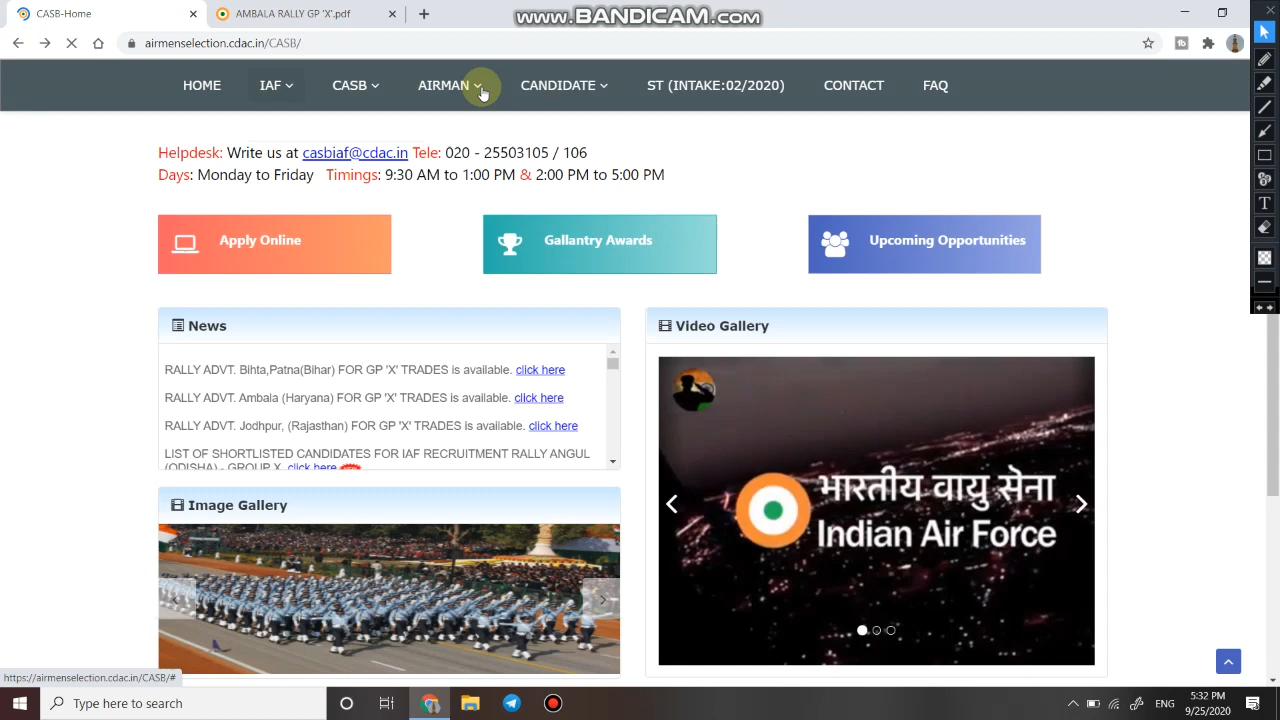 CASB-Home
AMBALA RALLY GP 'X'.pdf
www.BANDICAM.com
airmenselection.cdac.in/CASB/
HOME IAF CASB AIRMAN CANDIDATE ST (INTAKE:02/2020) CONTACT FAQ
Helpdesk: Write us at casbiaf@cdac.in Tele: 020 - 25503105 / 106
Days: Monday to Friday Timings: 9:30 AM to 1:00 PM & 2:00 PM to 5:00 PM
Apply Online
Gallantry Awards
Upcoming Opportunities
News
RALLY ADVT. Bihta,Patna(Bihar) FOR GP 'X' TRADES is available. click here
RALLY ADVT. Ambala (Haryana) FOR GP 'X' TRADES is available. click here
RALLY ADVT. Jodhpur, (Rajasthan) FOR GP 'X' TRADES is available. click here
LIST OF SHORTLISTED CANDIDATES FOR IAF RECRUITMENT RALLY ANGUL
(ODISHA) - GROUP X. click here
Image Gallery
Video Gallery
भारतीय वायु सेना
Indian Air Force
https://airmenselection.cdac.in/CASB/#
Type here to search
ENG
5:32 PM
9/25/2020